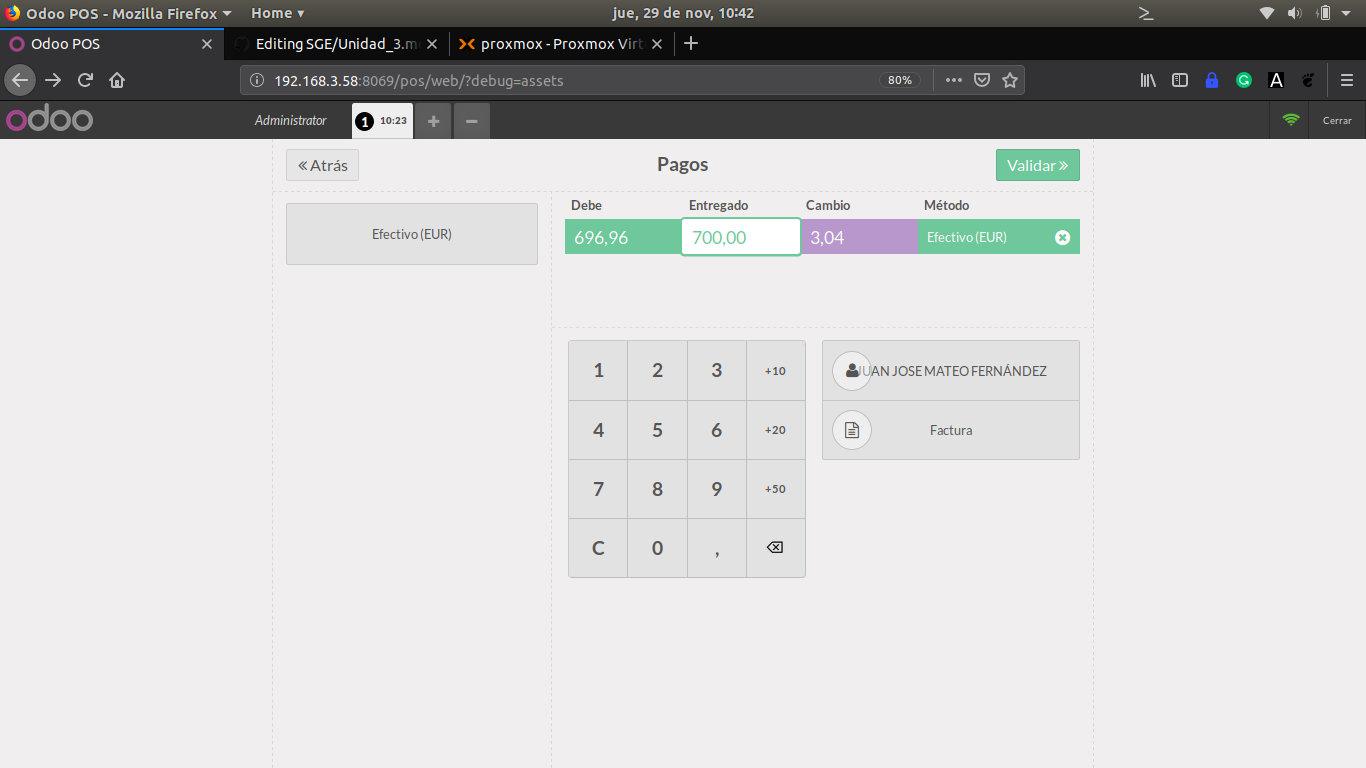 Odoo POS - Mozilla Firefox
Home
jue, 29 de nov, 10:42
Odoo POS
Editing SGE/Unidad_3.m
proxmox - Proxmox Virt
192.168.3.58:8069/pos/web/?debug=assets
80%
A
odoo
Administrator
1 10:23
+
−
Cerrar
Atrás
Pagos
Validar
Debe Entregado Cambio Método
696,96 700,00 3,04 Efectivo (EUR)
Efectivo (EUR)
1 2 3 +10
4 5 6 +20
7 8 9 +50
C 0 ,
JUAN JOSE MATEO FERNÁNDEZ
Factura